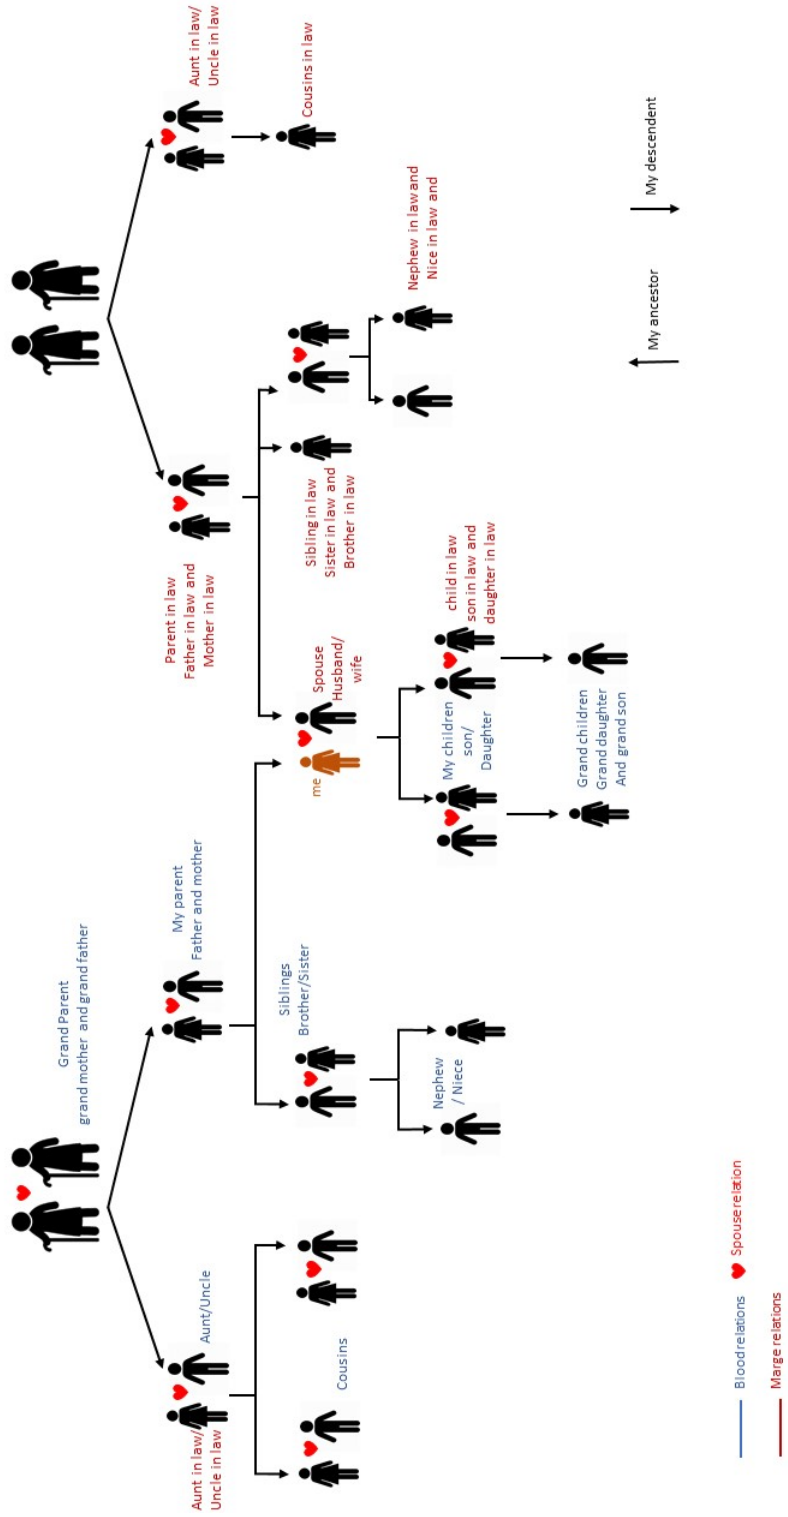 Grand Parent
grand mother and grand father
Aunt in law/
Uncle in law
Aunt/Uncle
My parent
Father and mother
Parent in law
Father in law and
Mother in law
Aunt in law/
Uncle in law
Cousins
Siblings
Brother/Sister
me
Spouse
Husband/
wife
Sibling in law
Sister in law and
Brother in law
Cousins in law
Nephew
/ Niece
My children
son/
Daughter
child in law
son in law and
daughter in law
Nephew in law and
Nice in law and
Grand children
Grand daughter
And grand son
My ancestor
My descendent
Blood relations
Spouse relation
Marge relations